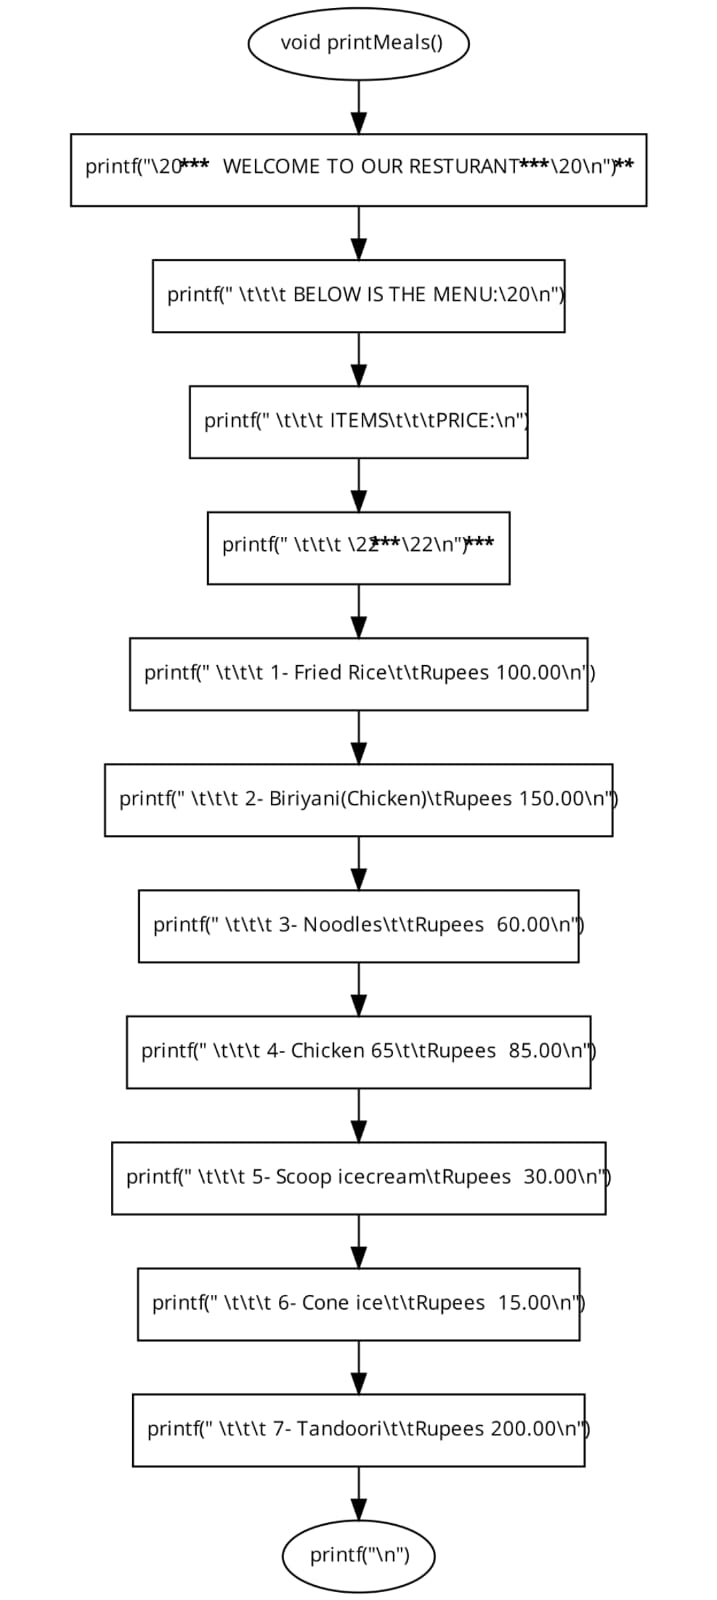 void printMeals()
printf("\20***  WELCOME TO OUR RESTURANT***\20\n")**
printf(" \t\t\t BELOW IS THE MENU:\20\n")
printf(" \t\t\t ITEMS\t\t\tPRICE:\n")
printf(" \t\t\t \22***\22\n")***
printf(" \t\t\t 1- Fried Rice\t\tRupees 100.00\n")
printf(" \t\t\t 2- Biriyani(Chicken)\tRupees 150.00\n")
printf(" \t\t\t 3- Noodles\t\tRupees  60.00\n")
printf(" \t\t\t 4- Chicken 65\t\tRupees  85.00\n")
printf(" \t\t\t 5- Scoop icecream\tRupees  30.00\n")
printf(" \t\t\t 6- Cone ice\t\tRupees  15.00\n")
printf(" \t\t\t 7- Tandoori\t\tRupees 200.00\n")
printf("\n")